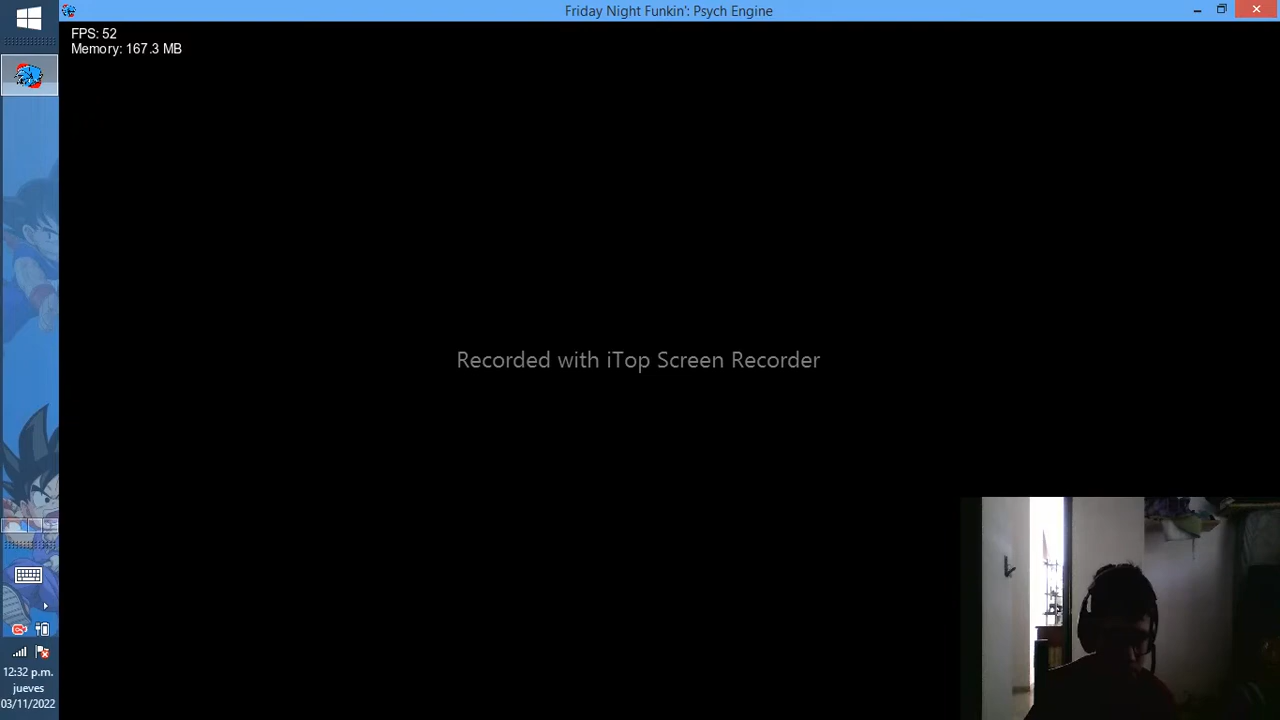 Friday Night Funkin': Psych Engine
FPS: 52
Memory: 167.3 MB
Recorded with iTop Screen Recorder
12:32 p.m.
jueves
03/11/2022